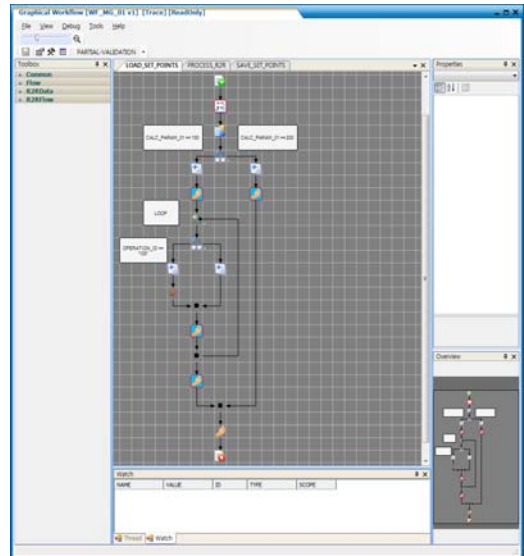 Graphical Workflow [WF_MG_01 v1] [Trace] [ReadOnly]
File View Debug Tools Help
PARTIAL-VALIDATION
Toolbox
Common
Flow
R2RData
R2RFlow
LOAD_SET_POINTS PROCESS_R2R SAVE_SET_POINTS
CALC_PARAM_01 == 100
CALC_PARAM_01 == 200
LOOP
OPERATION_ID ==
'100'
Properties
Overview
Watch
NAME VALUE ID TYPE SCOPE
Thread Watch